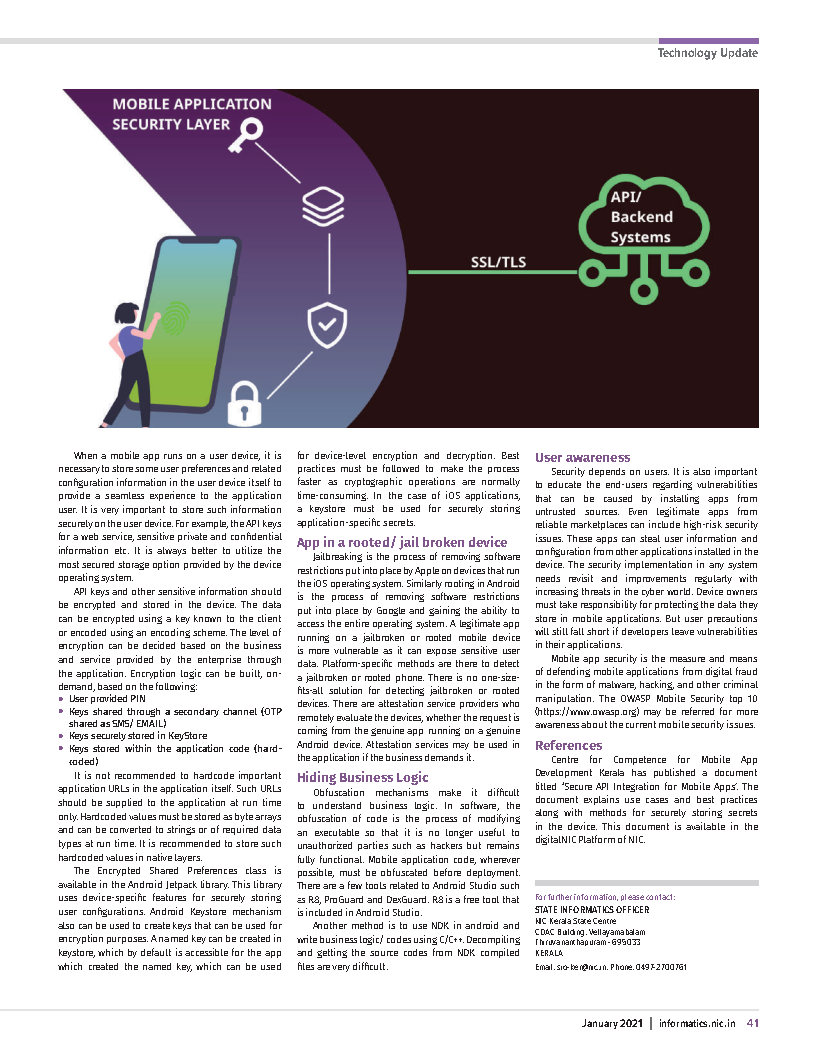 Technology Update
MOBILE APPLICATION
SECURITY LAYER
API/
Backend
Systems
SSL/TLS
When a mobile app runs on a user device, it is
necessary to store some user preferences and related
configuration information in the user device itself to
provide a seamless experience to the application
user. It is very important to store such information
securely on the user device. For example, the API keys
for a web service, sensitive private and confidential
information etc. It is always better to utilize the
most secured storage option provided by the device
operating system.
API keys and other sensitive information should
be encrypted and stored in the device. The data
can be encrypted using a key known to the client
or encoded using an encoding scheme. The level of
encryption can be decided based on the business
and service provided by the enterprise through
the application. Encryption logic can be built, on-
demand, based on the following:
• User provided PIN
• Keys shared through a secondary channel (OTP
shared as SMS/ EMAIL)
• Keys securely stored in KeyStore
• Keys stored within the application code (hard-
coded)
It is not recommended to hardcode important
application URLs in the application itself. Such URLs
should be supplied to the application at run time
only. Hardcoded values must be stored as byte arrays
and can be converted to strings or of required data
types at run time. It is recommended to store such
hardcoded values in native layers.
The Encrypted Shared Preferences class is
available in the Android Jetpack library. This library
uses device-specific features for securely storing
user configurations. Android Keystore mechanism
also can be used to create keys that can be used for
encryption purposes. A named key can be created in
keystore, which by default is accessible for the app
which created the named key, which can be used
for device-level encryption and decryption. Best
practices must be followed to make the process
faster as cryptographic operations are normally
time-consuming. In the case of iOS applications,
a keystore must be used for securely storing
application-specific secrets.
App in a rooted/ jail broken device
Jailbreaking is the process of removing software
restrictions put into place by Apple on devices that run
the iOS operating system. Similarly rooting in Android
is the process of removing software restrictions
put into place by Google and gaining the ability to
access the entire operating system. A legitimate app
running on a jailbroken or rooted mobile device
is more vulnerable as it can expose sensitive user
data. Platform-specific methods are there to detect
a jailbroken or rooted phone. There is no one-size-
fits-all solution for detecting jailbroken or rooted
devices. There are attestation service providers who
remotely evaluate the devices, whether the request is
coming from the genuine app running on a genuine
Android device. Attestation services may be used in
the application if the business demands it.
Hiding Business Logic
Obfuscation mechanisms make it difficult
to understand business logic. In software, the
obfuscation of code is the process of modifying
an executable so that it is no longer useful to
unauthorized parties such as hackers but remains
fully functional. Mobile application code, wherever
possible, must be obfuscated before deployment.
There are a few tools related to Android Studio such
as R8, ProGuard and DexGuard. R8 is a free tool that
is included in Android Studio.
Another method is to use NDK in android and
write business logic/ codes using C/C++. Decompiling
and getting the source codes from NDK compiled
files are very difficult.
User awareness
Security depends on users. It is also important
to educate the end-users regarding vulnerabilities
that can be caused by installing apps from
untrusted sources. Even legitimate apps from
reliable marketplaces can include high-risk security
issues. These apps can steal user information and
configuration from other applications installed in the
device. The security implementation in any system
needs revisit and improvements regularly with
increasing threats in the cyber world. Device owners
must take responsibility for protecting the data they
store in mobile applications. But user precautions
will still fall short if developers leave vulnerabilities
in their applications.
Mobile app security is the measure and means
of defending mobile applications from digital fraud
in the form of malware, hacking, and other criminal
manipulation. The OWASP Mobile Security top 10
(https://www.owasp.org) may be referred for more
awareness about the current mobile security issues.
References
Centre for Competence for Mobile App
Development Kerala has published a document
titled ‘Secure API Integration for Mobile Apps’. The
document explains use cases and best practices
along with methods for securely storing secrets
in the device. This document is available in the
digitalNIC Platform of NIC.
For further information, please contact:
STATE INFORMATICS OFFICER
NIC Kerala State Centre
CDAC Building, Vellayamabalam
Thiruvananthapuram - 695033
KERALA
Email: sio-ker@nic.in, Phone: 0497-2700761
January 2021 | informatics.nic.in 41